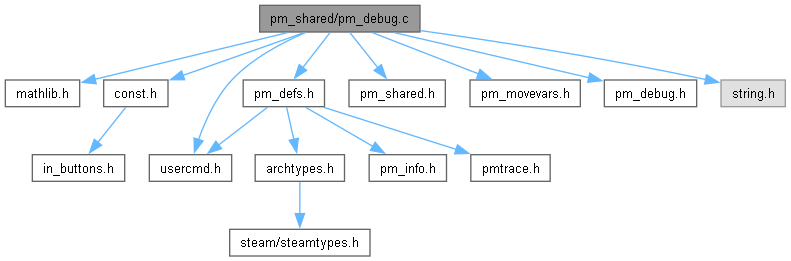 pm_shared/pm_debug.c
mathlib.h
const.h
pm_defs.h
pm_shared.h
pm_movevars.h
pm_debug.h
string.h
in_buttons.h
usercmd.h
archtypes.h
pm_info.h
pmtrace.h
steam/steamtypes.h